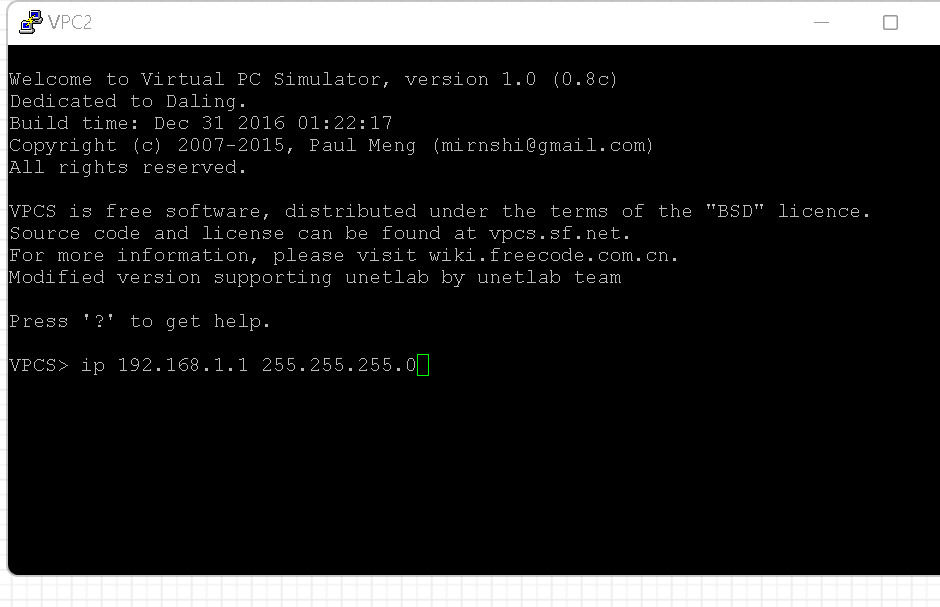 VPC2
Welcome to Virtual PC Simulator, version 1.0 (0.8c)
Dedicated to Daling.
Build time: Dec 31 2016 01:22:17
Copyright (c) 2007-2015, Paul Meng (mirnshi@gmail.com)
All rights reserved.
VPCS is free software, distributed under the terms of the "BSD" licence.
Source code and license can be found at vpcs.sf.net.
For more information, please visit wiki.freecode.com.cn.
Modified version supporting unetlab by unetlab team
Press '?' to get help.
VPCS> ip 192.168.1.1 255.255.255.0